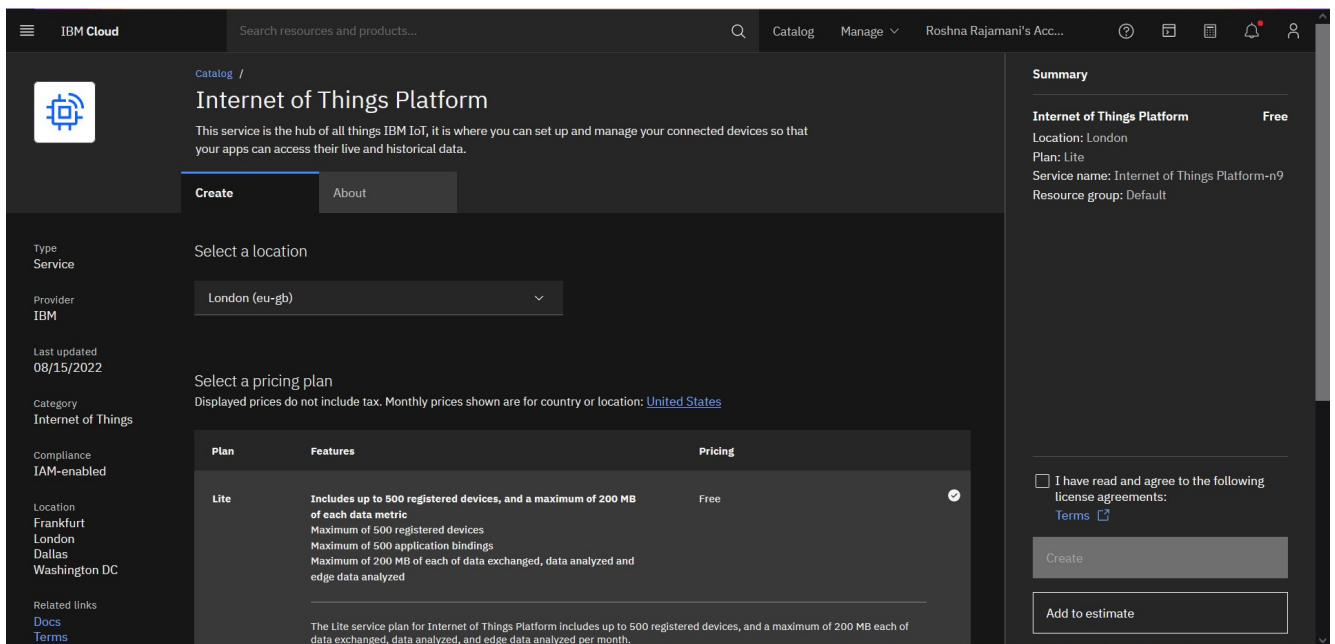 IBM Cloud
Search resources and products...
Catalog
Manage
Roshna Rajamani's Acc...
Catalog /
Internet of Things Platform
This service is the hub of all things IBM IoT, it is where you can set up and manage your connected devices so that
your apps can access their live and historical data.
Create
About
Type
Service
Provider
IBM
Last updated
08/15/2022
Category
Internet of Things
Compliance
IAM-enabled
Location
Frankfurt
London
Dallas
Washington DC
Related links
Docs
Terms
Select a location
London (eu-gb)
Select a pricing plan
Displayed prices do not include tax. Monthly prices shown are for country or location: United States
Plan Features Pricing
Lite
Includes up to 500 registered devices, and a maximum of 200 MB
of each data metric
Maximum of 500 registered devices
Maximum of 500 application bindings
Maximum of 200 MB of each of data exchanged, data analyzed and
edge data analyzed
Free
The Lite service plan for Internet of Things Platform includes up to 500 registered devices, and a maximum of 200 MB each of
data exchanged, data analyzed, and edge data analyzed per month.
Summary
Internet of Things Platform Free
Location: London
Plan: Lite
Service name: Internet of Things Platform-n9
Resource group: Default
I have read and agree to the following
license agreements:
Terms
Create
Add to estimate